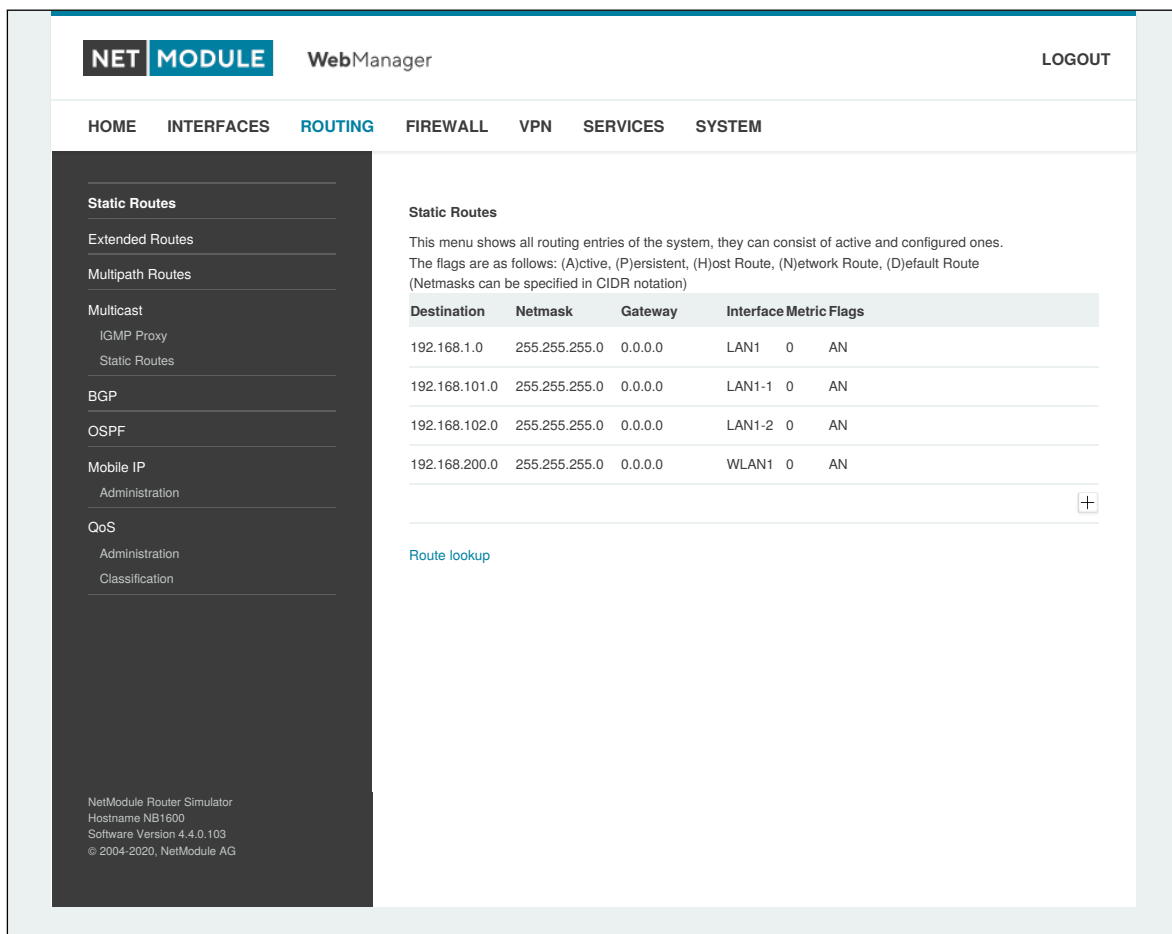 NET MODULE WebManager LOGOUT
HOME INTERFACES ROUTING FIREWALL VPN SERVICES SYSTEM
Static Routes
Extended Routes
Multipath Routes
Multicast
IGMP Proxy
Static Routes
BGP
OSPF
Mobile IP
Administration
QoS
Administration
Classification
NetModule Router Simulator
Hostname NB1600
Software Version 4.4.0.103
© 2004-2020, NetModule AG
Static Routes
This menu shows all routing entries of the system, they can consist of active and configured ones.
The flags are as follows: (A)ctive, (P)ersistent, (H)ost Route, (N)etwork Route, (D)efault Route
(Netmasks can be specified in CIDR notation)
Destination Netmask Gateway Interface Metric Flags
192.168.1.0 255.255.255.0 0.0.0.0 LAN1 0 AN
192.168.101.0 255.255.255.0 0.0.0.0 LAN1-1 0 AN
192.168.102.0 255.255.255.0 0.0.0.0 LAN1-2 0 AN
192.168.200.0 255.255.255.0 0.0.0.0 WLAN1 0 AN
Route lookup